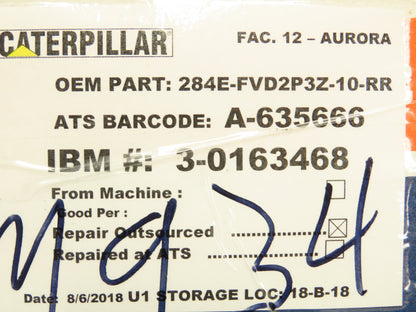 CATERPILLAR
FAC. 12 – AURORA
OEM PART: 284E-FVD2P3Z-10-RR
ATS BARCODE: A-635666
IBM #: 3-0163468
From Machine :
Good Per :
Repair Outsourced ..................
Repaired at ATS ..................
M934
Date: 8/6/2018 U1 STORAGE LOC: 18-B-18